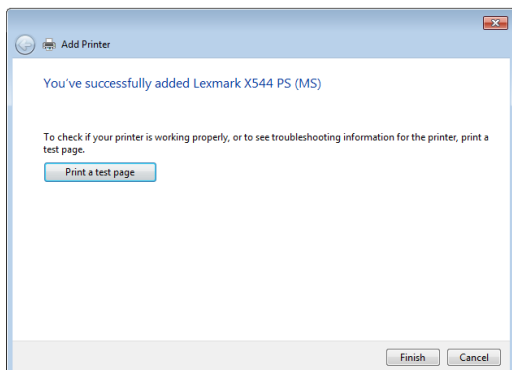 Add Printer
You've successfully added Lexmark X544 PS (MS)
To check if your printer is working properly, or to see troubleshooting information for the printer, print a
test page.
Print a test page
Finish
Cancel